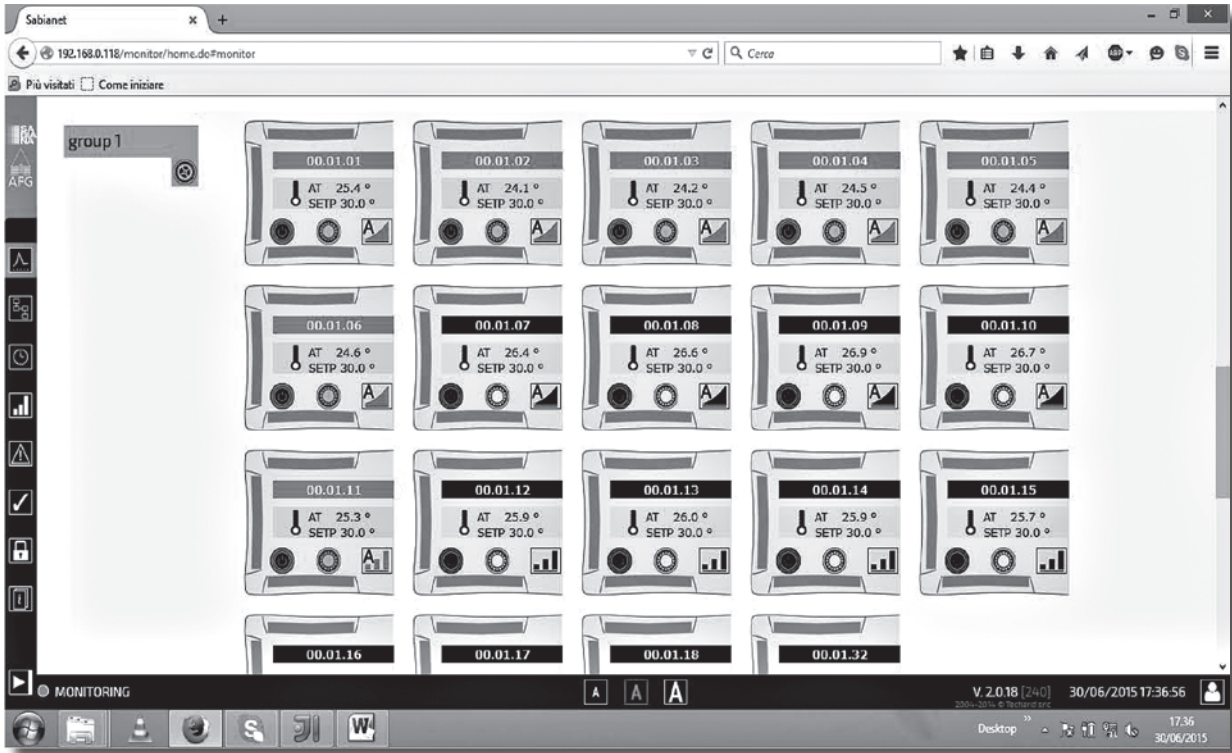 Sabianet
192.168.0.118/monitor/home.do#monitor
Cerca
ABP
Più visitati Come iniziare
SABIANA
AFG
group 1
00.01.01 00.01.02 00.01.03 00.01.04 00.01.05
AT 25.4 ° AT 24.1 ° AT 24.2 ° AT 24.5 ° AT 24.4 °
SETP 30.0 ° SETP 30.0 ° SETP 30.0 ° SETP 30.0 ° SETP 30.0 °
A A A A A
00.01.06 00.01.07 00.01.08 00.01.09 00.01.10
AT 24.6 ° AT 26.4 ° AT 26.6 ° AT 26.9 ° AT 26.7 °
SETP 30.0 ° SETP 30.0 ° SETP 30.0 ° SETP 30.0 ° SETP 30.0 °
A A A A A
00.01.11 00.01.12 00.01.13 00.01.14 00.01.15
AT 25.3 ° AT 25.9 ° AT 26.0 ° AT 25.9 ° AT 25.7 °
SETP 30.0 ° SETP 30.0 ° SETP 30.0 ° SETP 30.0 ° SETP 30.0 °
A
00.01.16 00.01.17 00.01.18 00.01.32
MONITORING A A A V. 2.0.18 [240] 30/06/2015 17:36:56
2004-2014 © Techard snc
Desktop 17.36
30/06/2015